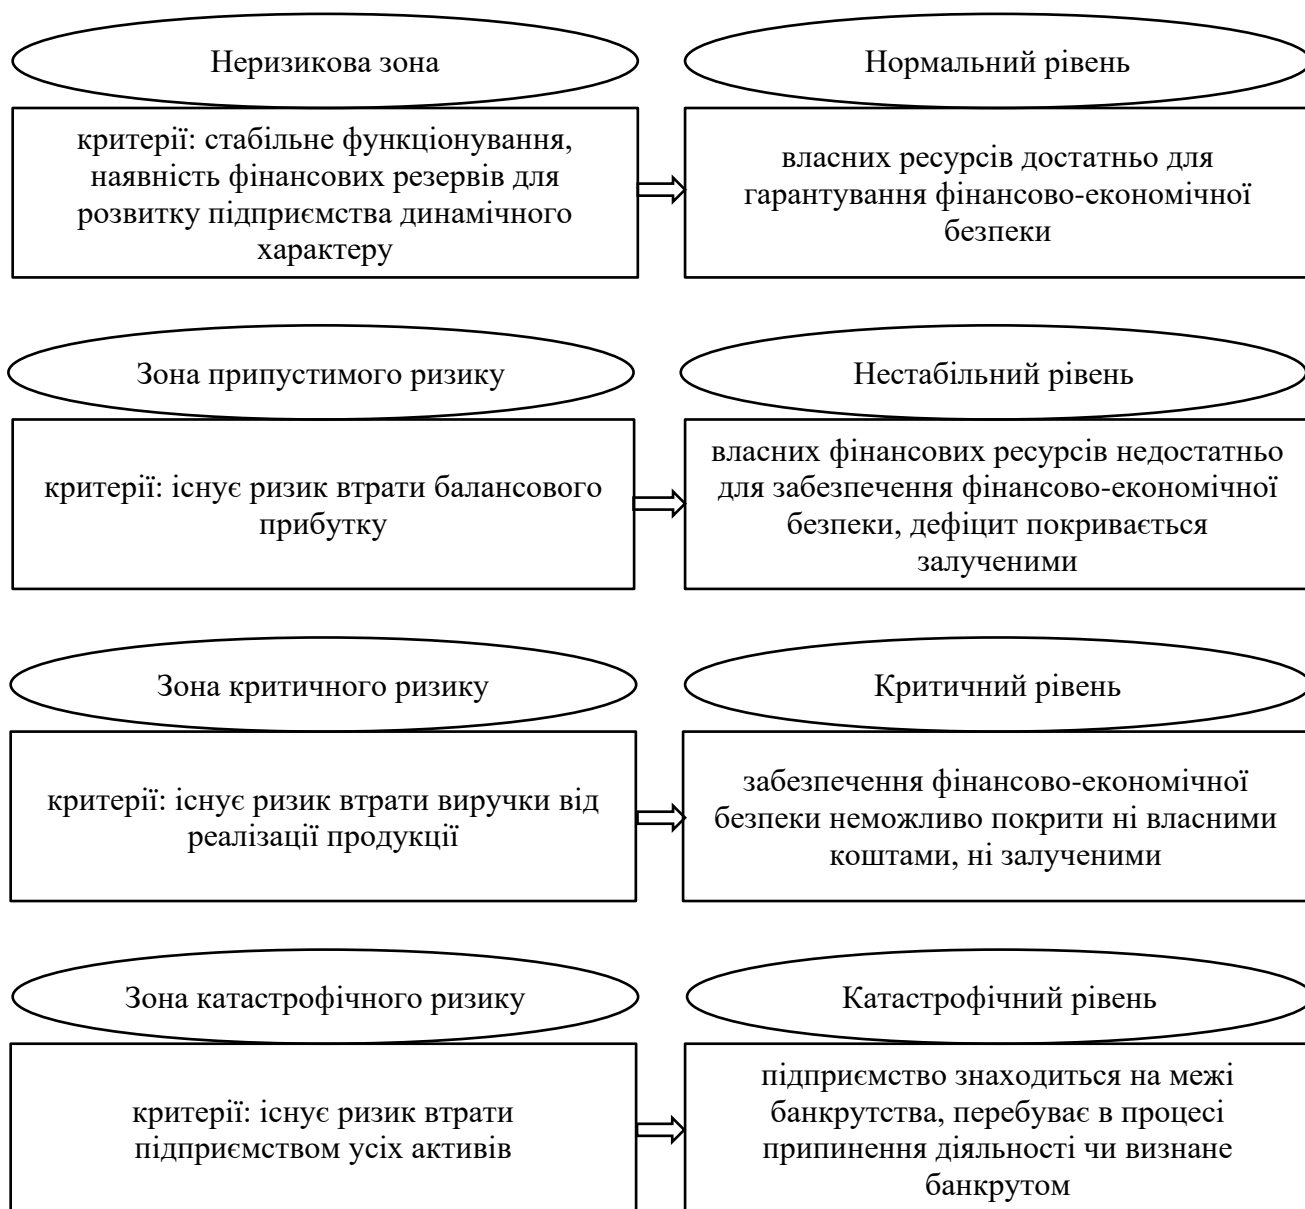 Неризикова зона
Нормальний рівень
критерії: стабільне функціонування,
наявність фінансових резервів для
розвитку підприємства динамічного
характеру
власних ресурсів достатньо для
гарантування фінансово-економічної
безпеки
Зона припустимого ризику
Нестабільний рівень
критерії: існує ризик втрати балансового
прибутку
власних фінансових ресурсів недостатньо
для забезпечення фінансово-економічної
безпеки, дефіцит покривається
залученими
Зона критичного ризику
Критичний рівень
критерії: існує ризик втрати виручки від
реалізації продукції
забезпечення фінансово-економічної
безпеки неможливо покрити ні власними
коштами, ні залученими
Зона катастрофічного ризику
Катастрофічний рівень
критерії: існує ризик втрати
підприємством усіх активів
підприємство знаходиться на межі
банкрутства, перебуває в процесі
припинення діяльності чи визнане
банкрутом